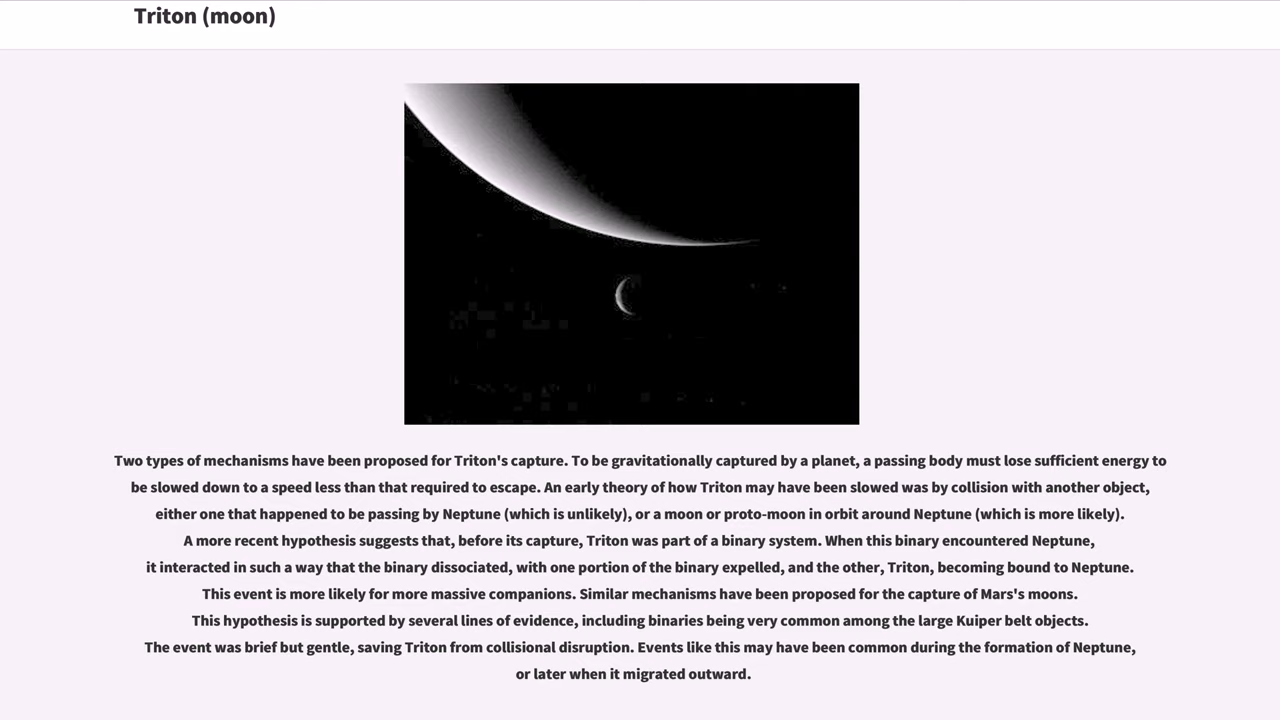 Triton (moon)
Two types of mechanisms have been proposed for Triton's capture. To be gravitationally captured by a planet, a passing body must lose sufficient energy to
be slowed down to a speed less than that required to escape. An early theory of how Triton may have been slowed was by collision with another object,
either one that happened to be passing by Neptune (which is unlikely), or a moon or proto-moon in orbit around Neptune (which is more likely).
A more recent hypothesis suggests that, before its capture, Triton was part of a binary system. When this binary encountered Neptune,
it interacted in such a way that the binary dissociated, with one portion of the binary expelled, and the other, Triton, becoming bound to Neptune.
This event is more likely for more massive companions. Similar mechanisms have been proposed for the capture of Mars's moons.
This hypothesis is supported by several lines of evidence, including binaries being very common among the large Kuiper belt objects.
The event was brief but gentle, saving Triton from collisional disruption. Events like this may have been common during the formation of Neptune,
or later when it migrated outward.